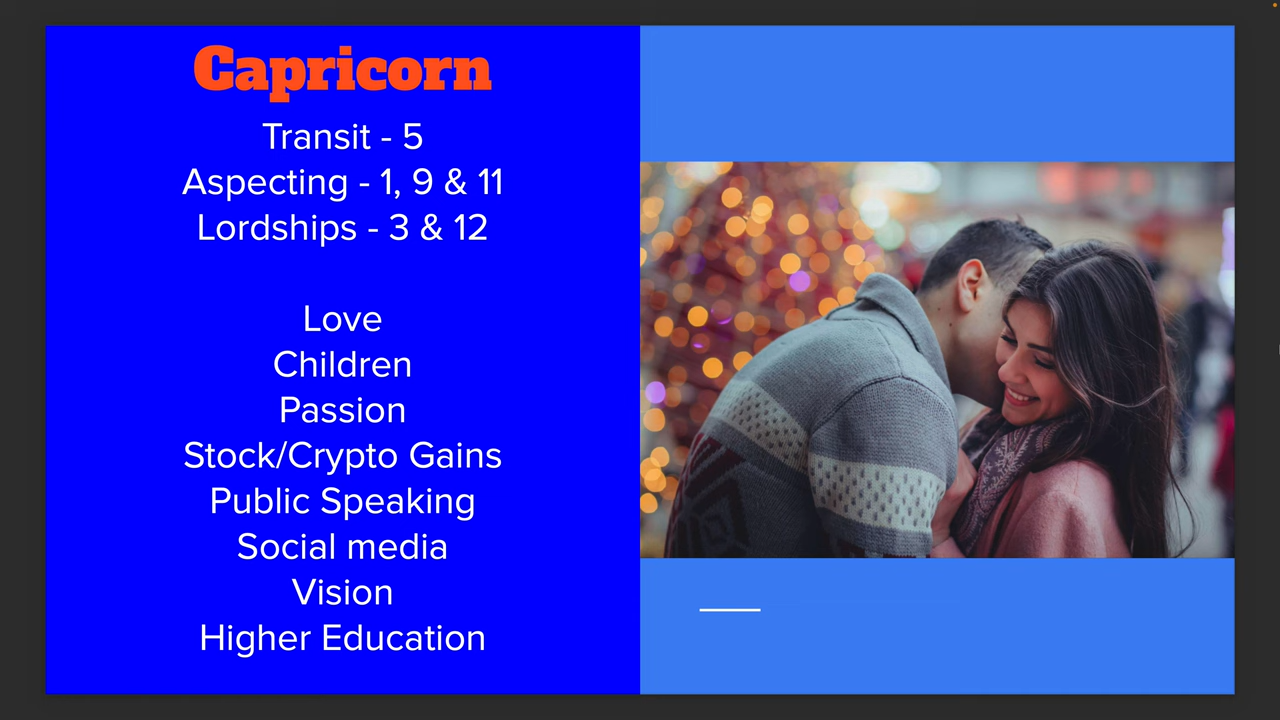 Capricorn
Transit - 5
Aspecting - 1, 9 & 11
Lordships - 3 & 12
Love
Children
Passion
Stock/Crypto Gains
Public Speaking
Social media
Vision
Higher Education